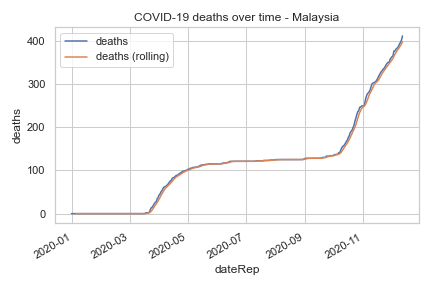 COVID-19 deaths over time - Malaysia
deaths
deaths (rolling)
400
300
200
100
0
deaths
2020-01
2020-03
2020-05
2020-07
2020-09
2020-11
dateRep